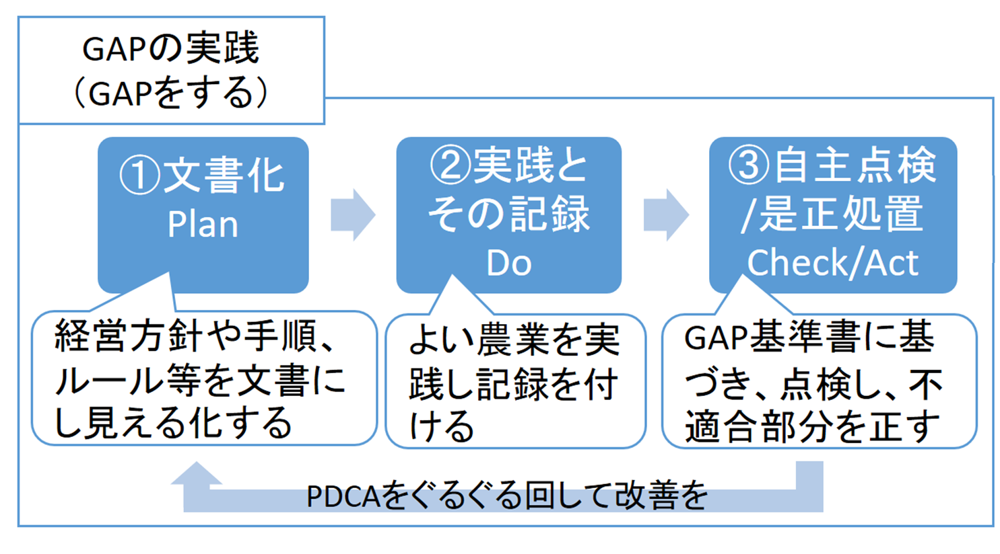 GAPの実践
（GAPをする）
①文書化
Plan
②実践と
その記録
Do
③自主点検
/是正処置
Check/Act
経営方針や手順、
ルール等を文書に
し見える化する
よい農業を実
践し記録を付
ける
GAP基準書に基
づき、点検し、不
適合部分を正す
PDCAをぐるぐる回して改善を